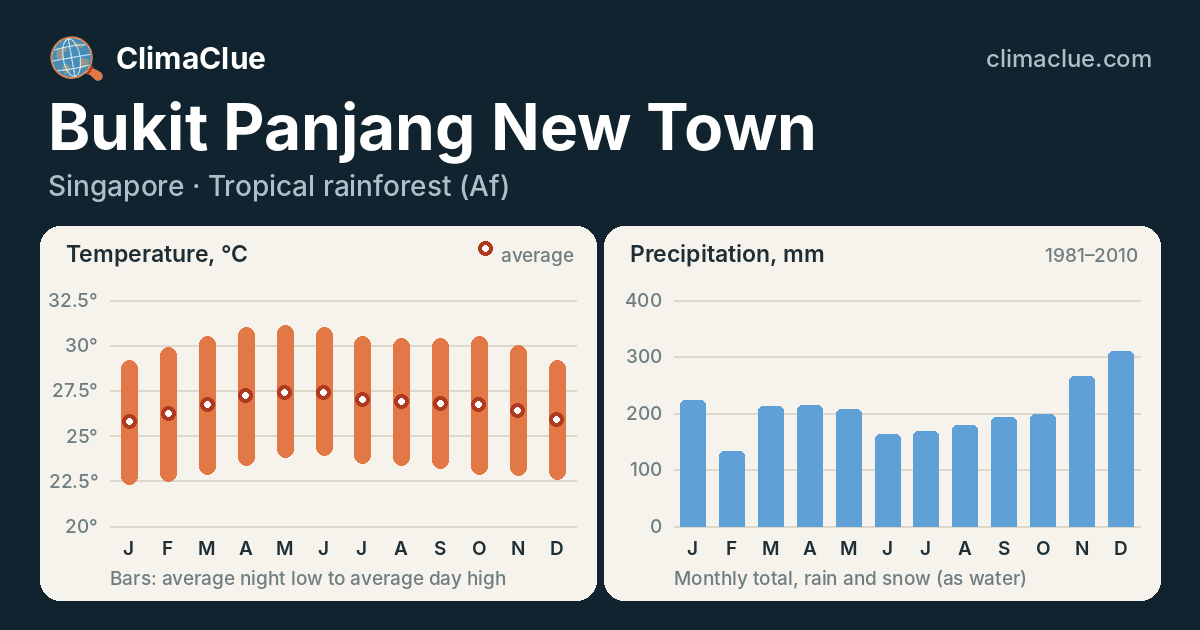 ClimaClue
climaclue.com
Bukit Panjang New Town
Singapore · Tropical rainforest (Af)
Temperature, °C
average
32.5°
30°
27.5°
25°
22.5°
20°
J F M A M J J A S O N D
Bars: average night low to average day high
Precipitation, mm
1981–2010
400
300
200
100
0
J F M A M J J A S O N D
Monthly total, rain and snow (as water)